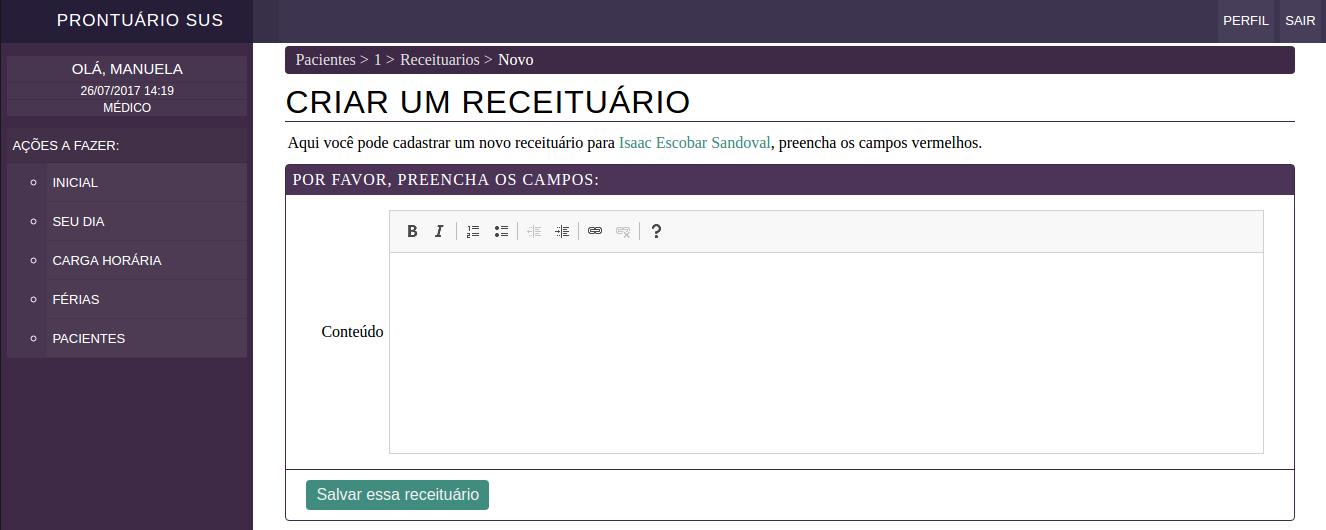 PRONTUÁRIO SUS
PERFIL SAIR
OLÁ, MANUELA
26/07/2017 14:19
MÉDICO
AÇÕES A FAZER:
INICIAL
SEU DIA
CARGA HORÁRIA
FÉRIAS
PACIENTES
Pacientes > 1 > Receituarios > Novo
CRIAR UM RECEITUÁRIO
Aqui você pode cadastrar um novo receituário para Isaac Escobar Sandoval, preencha os campos vermelhos.
POR FAVOR, PREENCHA OS CAMPOS:
B I ?
Conteúdo
Salvar essa receituário